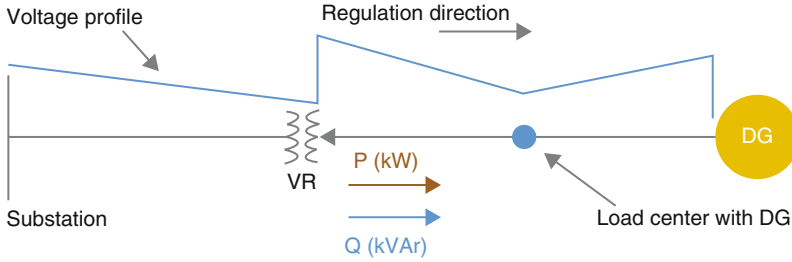 Voltage profile
Regulation direction
DG
P (kW)
VR
Substation
Load center with DG
Q (kVAr)